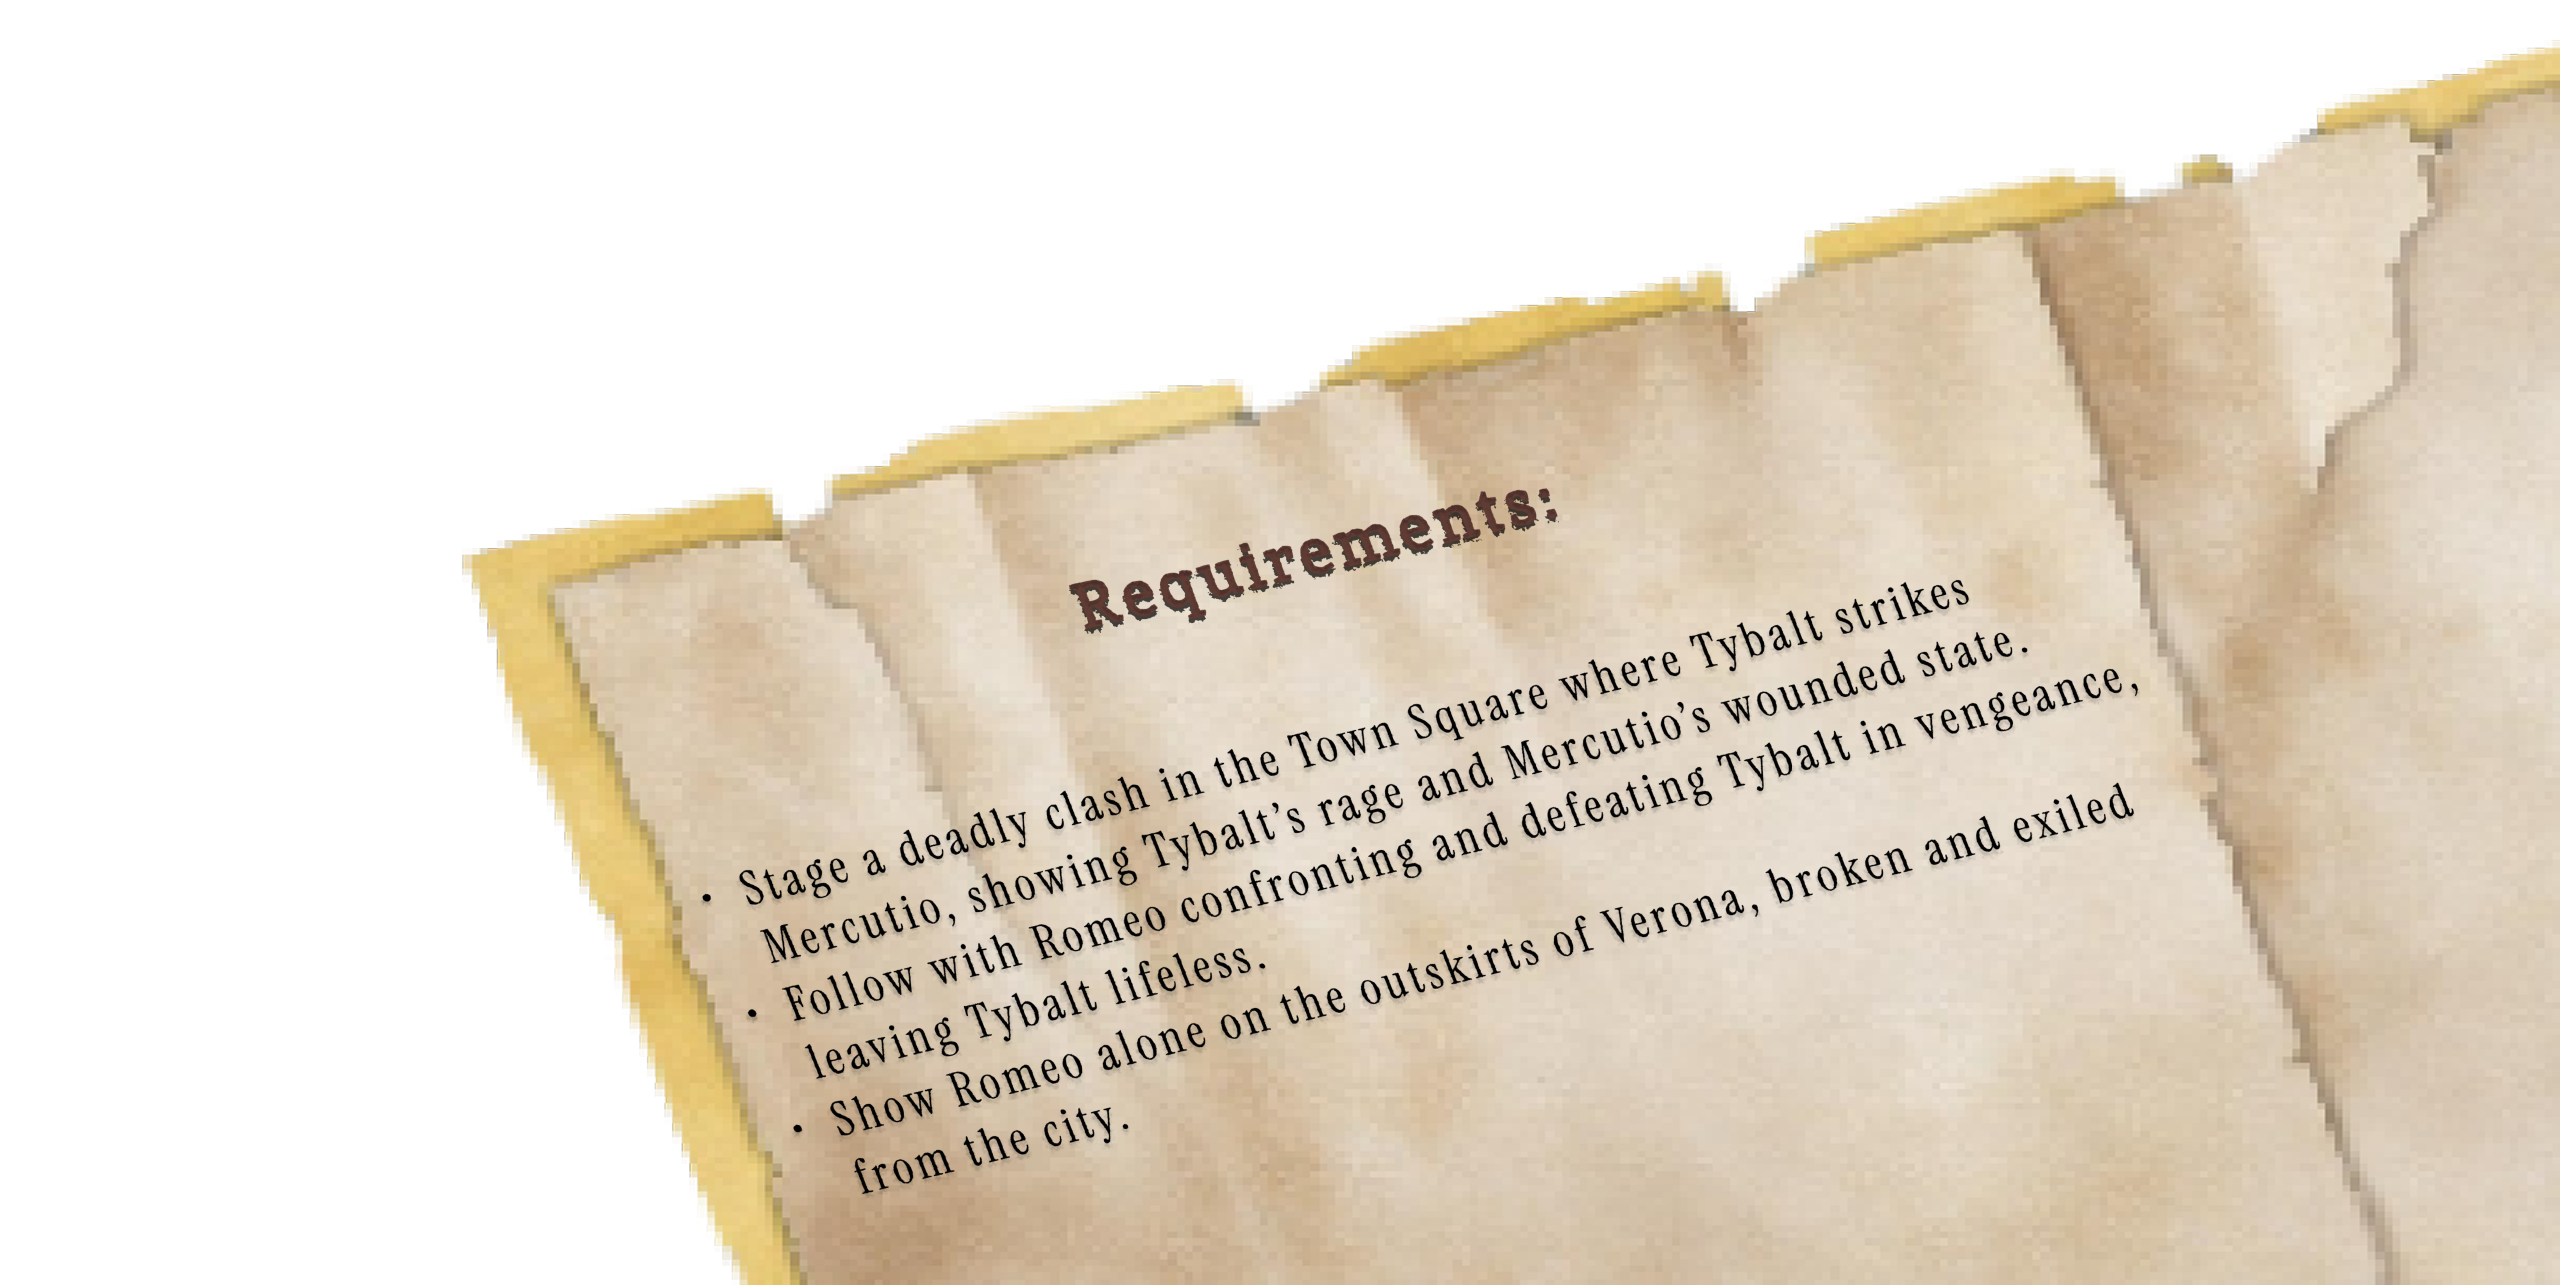 Requirements:
• Stage a deadly clash in the Town Square where Tybalt strikes
Mercutio, showing Tybalt’s rage and Mercutio’s wounded state.
• Follow with Romeo confronting and defeating Tybalt in vengeance,
leaving Tybalt lifeless.
• Show Romeo alone on the outskirts of Verona, broken and exiled
from the city.